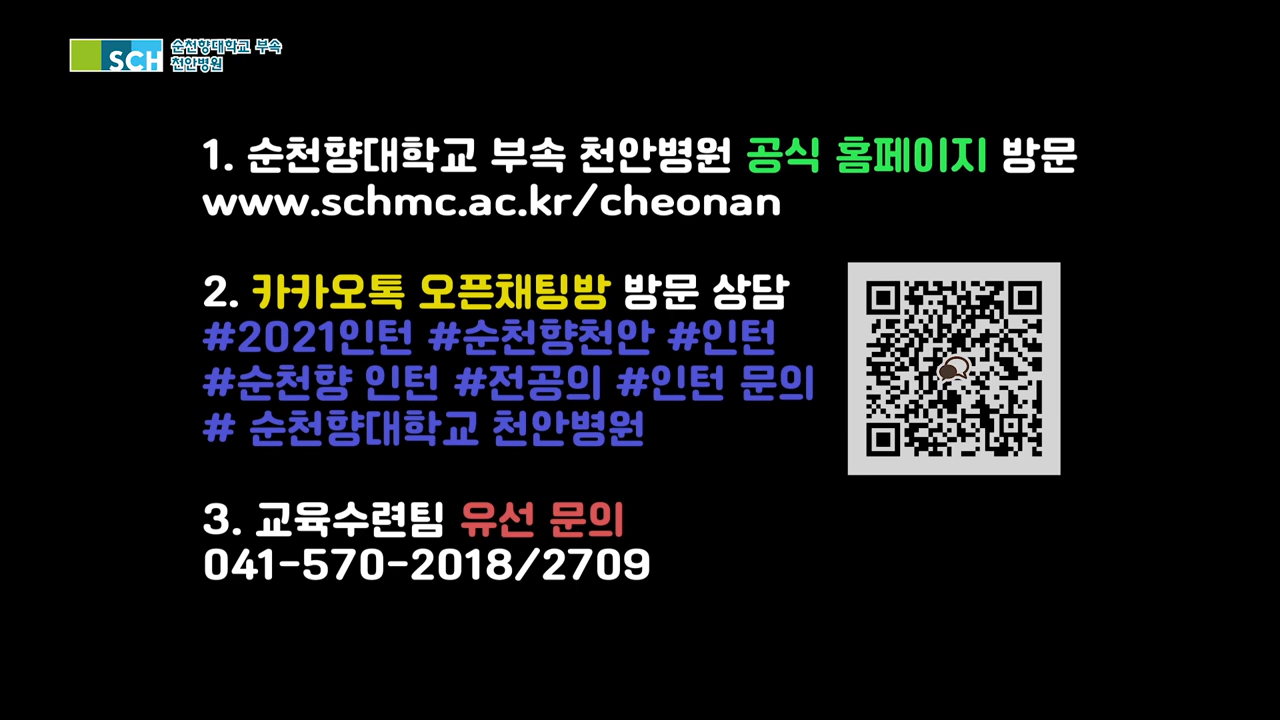 SCH 순천향대학교 부속
천안병원
1. 순천향대학교 부속 천안병원 공식 홈페이지 방문
www.schmc.ac.kr/cheonan
2. 카카오톡 오픈채팅방 방문 상담
#2021인턴 #순천향천안 #인턴
#순천향 인턴 #전공의 #인턴 문의
# 순천향대학교 천안병원
3. 교육수련팀 유선 문의
041-570-2018/2709